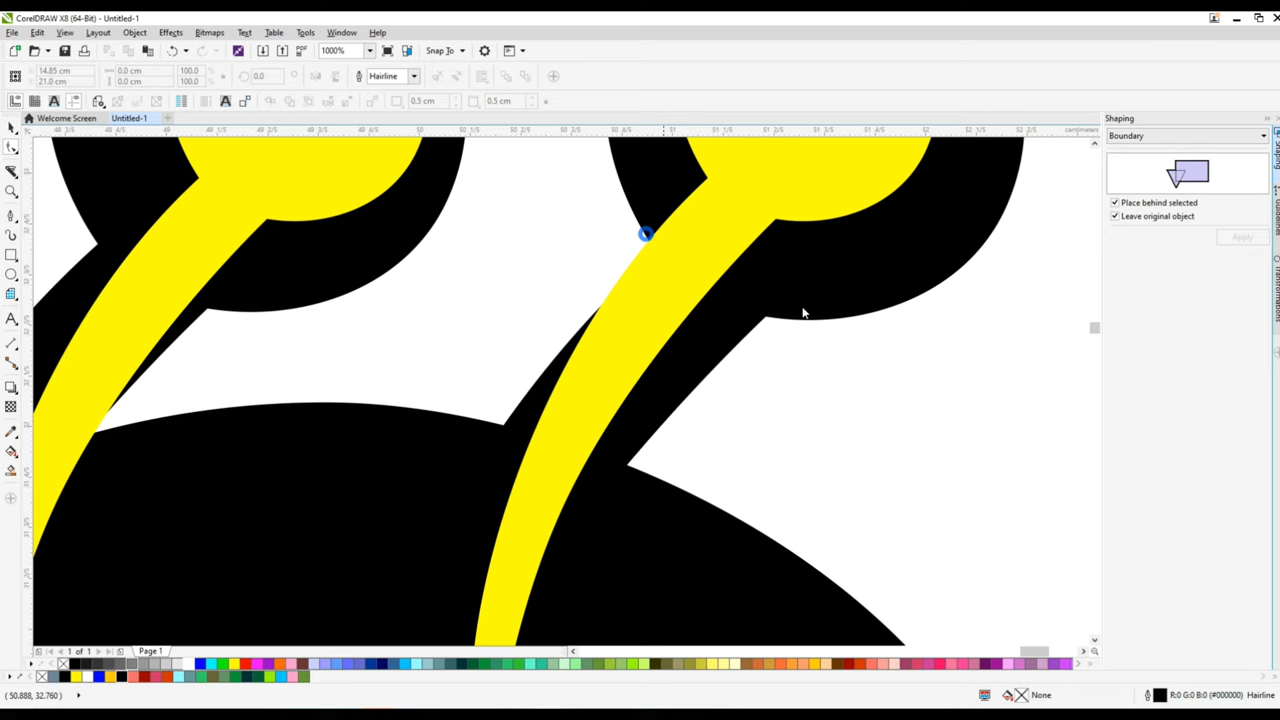 CorelDRAW X8 (64-Bit) - Untitled-1
File Edit View Layout Object Effects Bitmaps Text Table Tools Window Help
1000% Snap To
X: 14.85 cm 0.0 cm 100.0 0.0 Hairline
Y: 21.0 cm 0.0 cm 100.0
0.5 cm 0.5 cm
Welcome Screen Untitled-1
centimeters
Shaping
Boundary
Place behind selected
Leave original object
Apply
Shaping
Guidelines
Transformations
1 of 1 Page 1
( 50.888, 32.760 ) None R:0 G:0 B:0 (#000000) Hairline